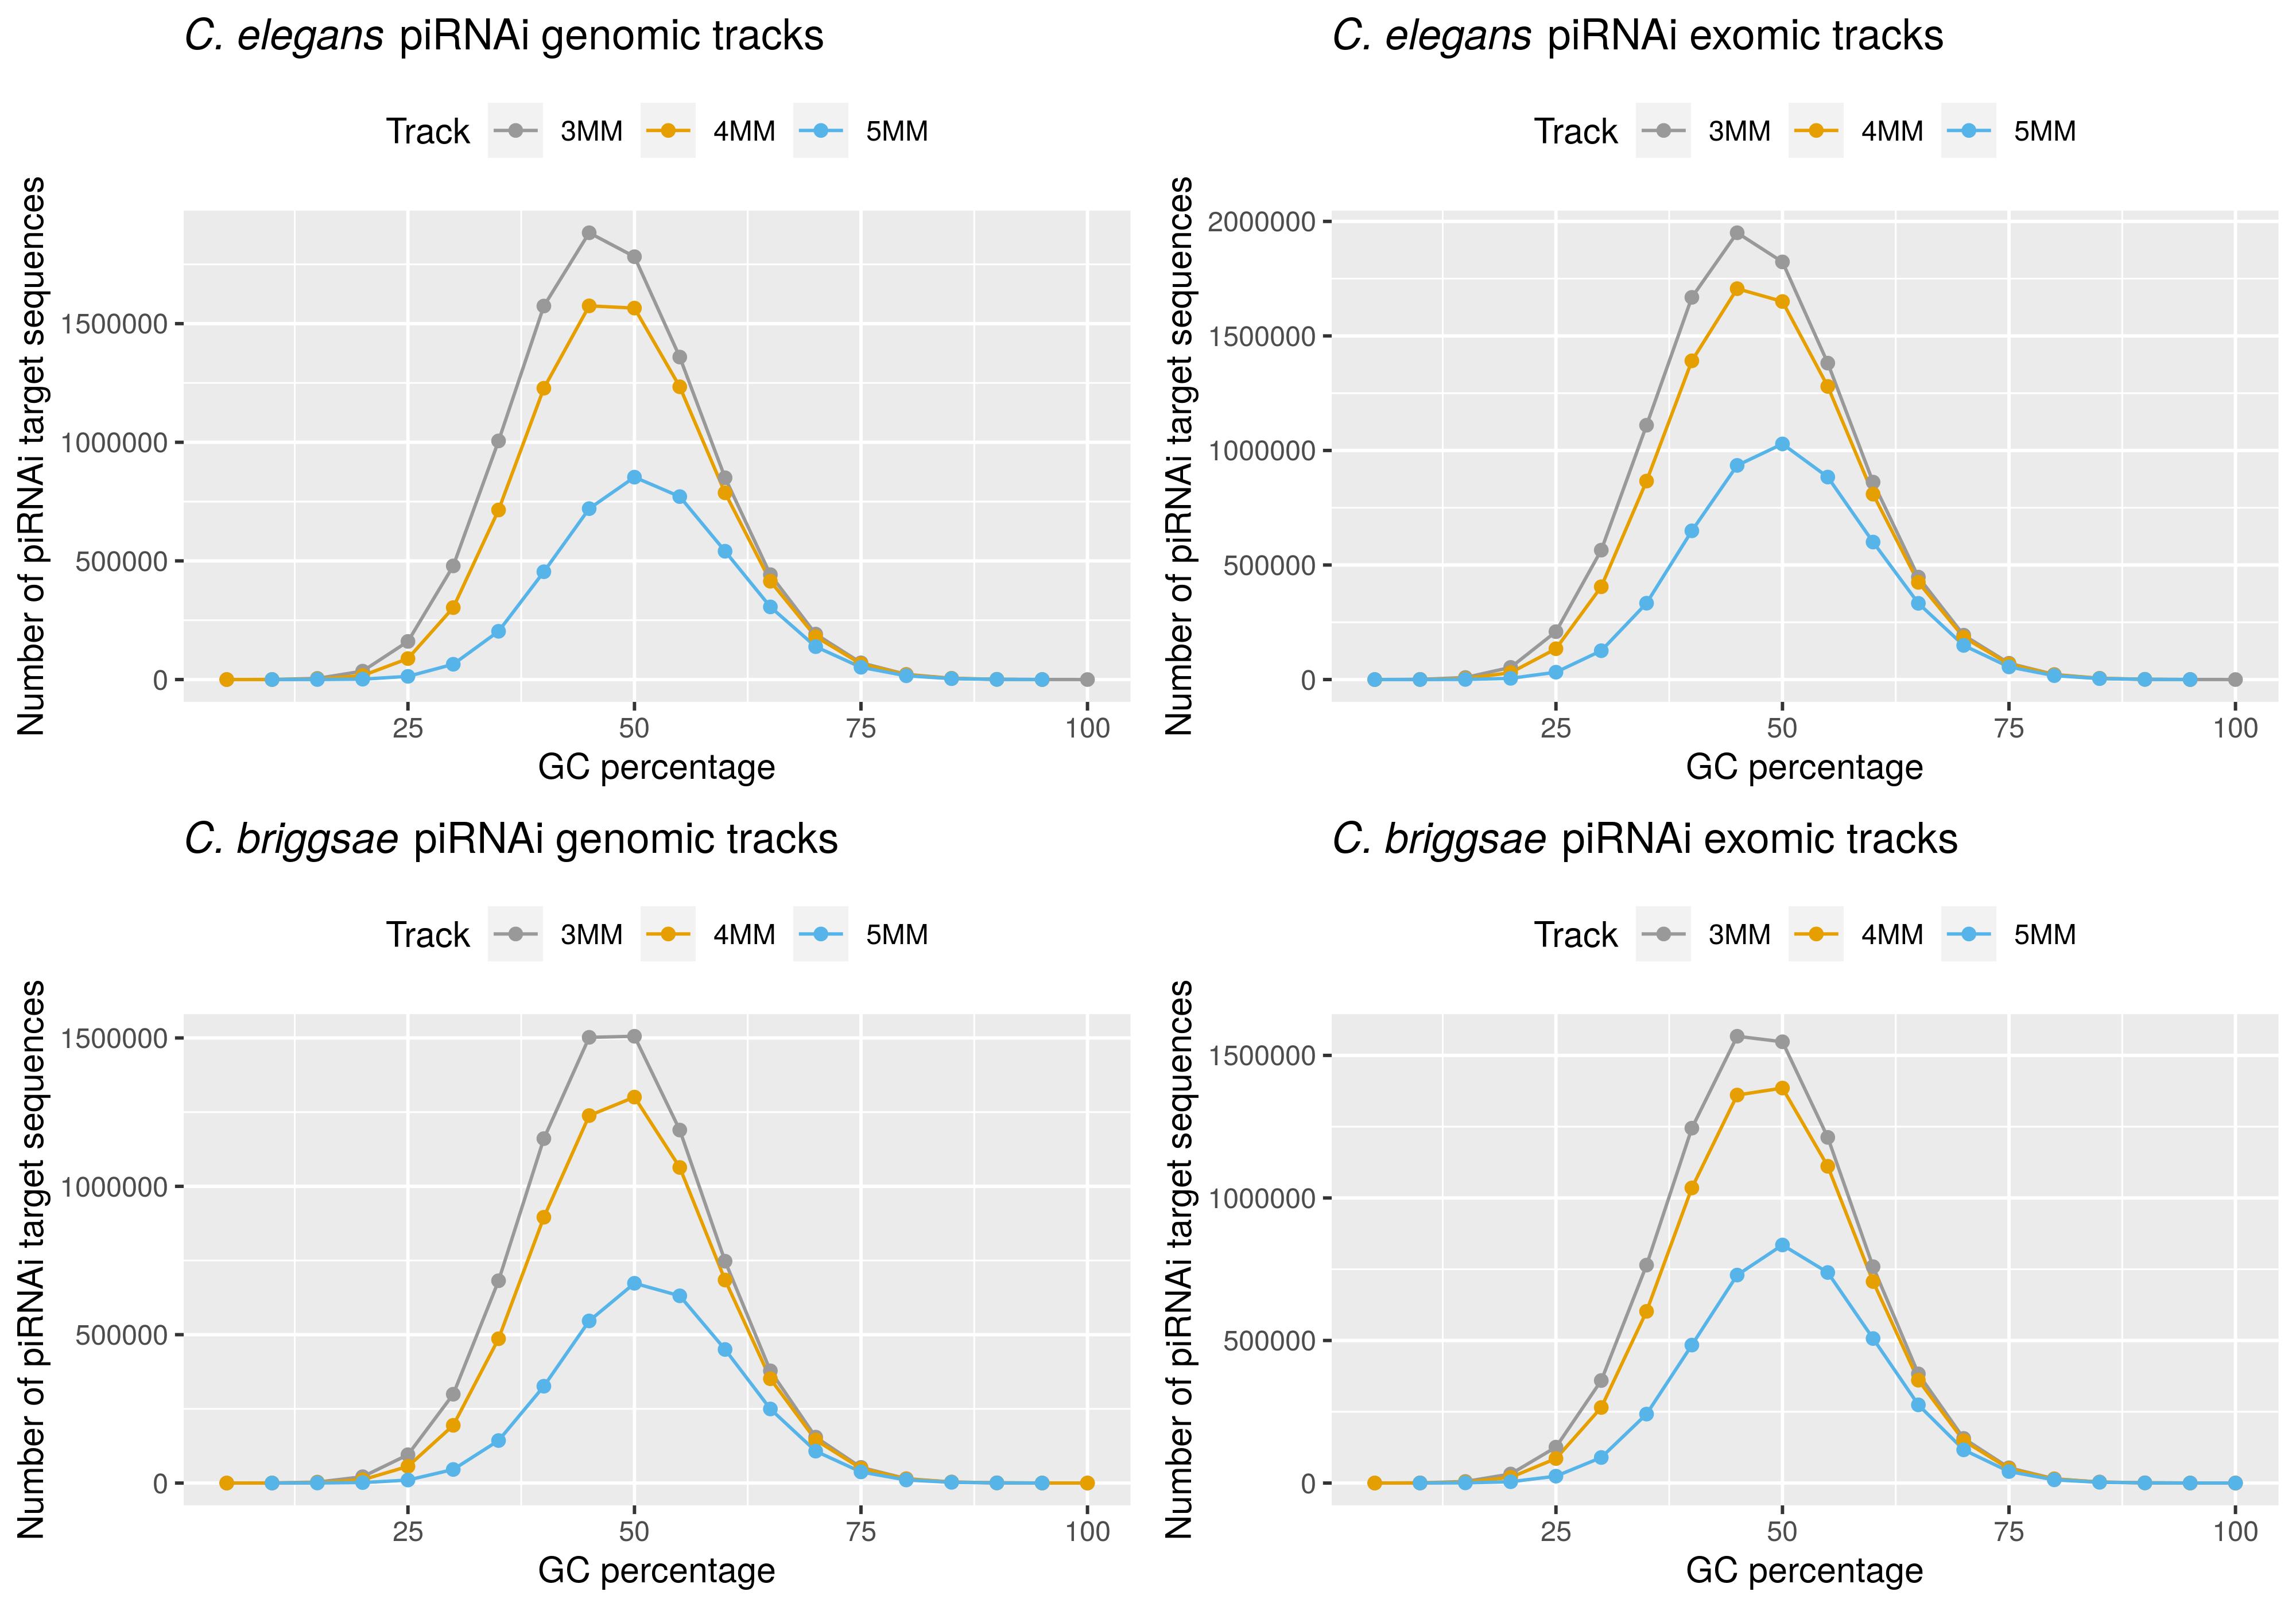 C. elegans piRNAi genomic tracks
Track 3MM 4MM 5MM
Number of piRNAi target sequences
1500000
1000000
500000
0
25 50 75 100
GC percentage
C. elegans piRNAi exomic tracks
Track 3MM 4MM 5MM
Number of piRNAi target sequences
2000000
1500000
1000000
500000
0
25 50 75 100
GC percentage
C. briggsae piRNAi genomic tracks
Track 3MM 4MM 5MM
Number of piRNAi target sequences
1500000
1000000
500000
0
25 50 75 100
GC percentage
C. briggsae piRNAi exomic tracks
Track 3MM 4MM 5MM
Number of piRNAi target sequences
1500000
1000000
500000
0
25 50 75 100
GC percentage